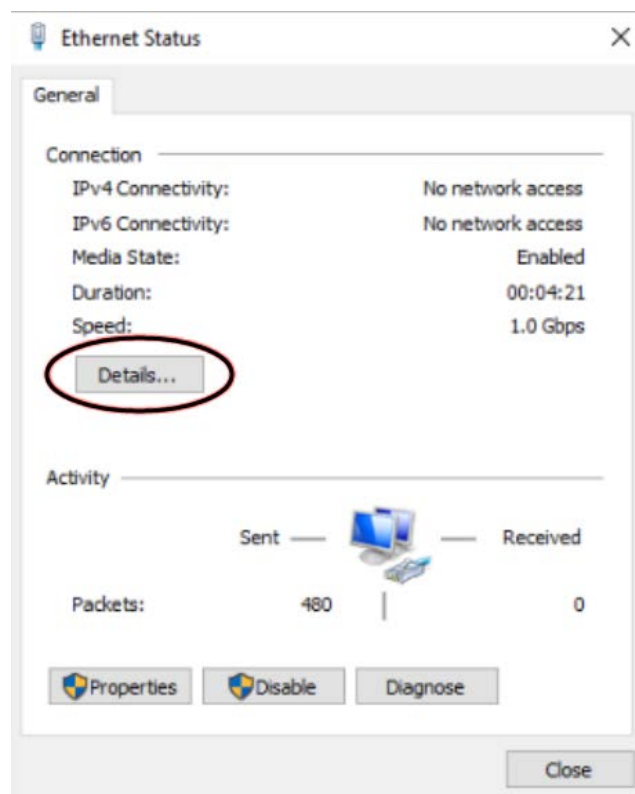 Ethernet Status
General
Connection
IPv4 Connectivity: No network access
IPv6 Connectivity: No network access
Media State: Enabled
Duration: 00:04:21
Speed: 1.0 Gbps
Details...
Activity
Sent Received
Packets: 480 0
Properties Disable Diagnose
Close